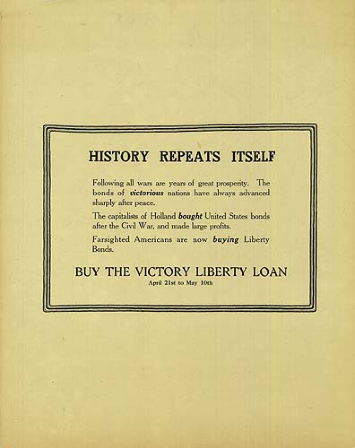 HISTORY REPEATS ITSELF
Following all wars are years of great prosperity. The
bonds of victorious nations have always advanced
sharply after peace.
The capitalists of Holland bought United States bonds
after the Civil War, and made large profits.
Farsighted Americans are now buying Liberty
Bonds.
BUY THE VICTORY LIBERTY LOAN
April 21st to May 10th